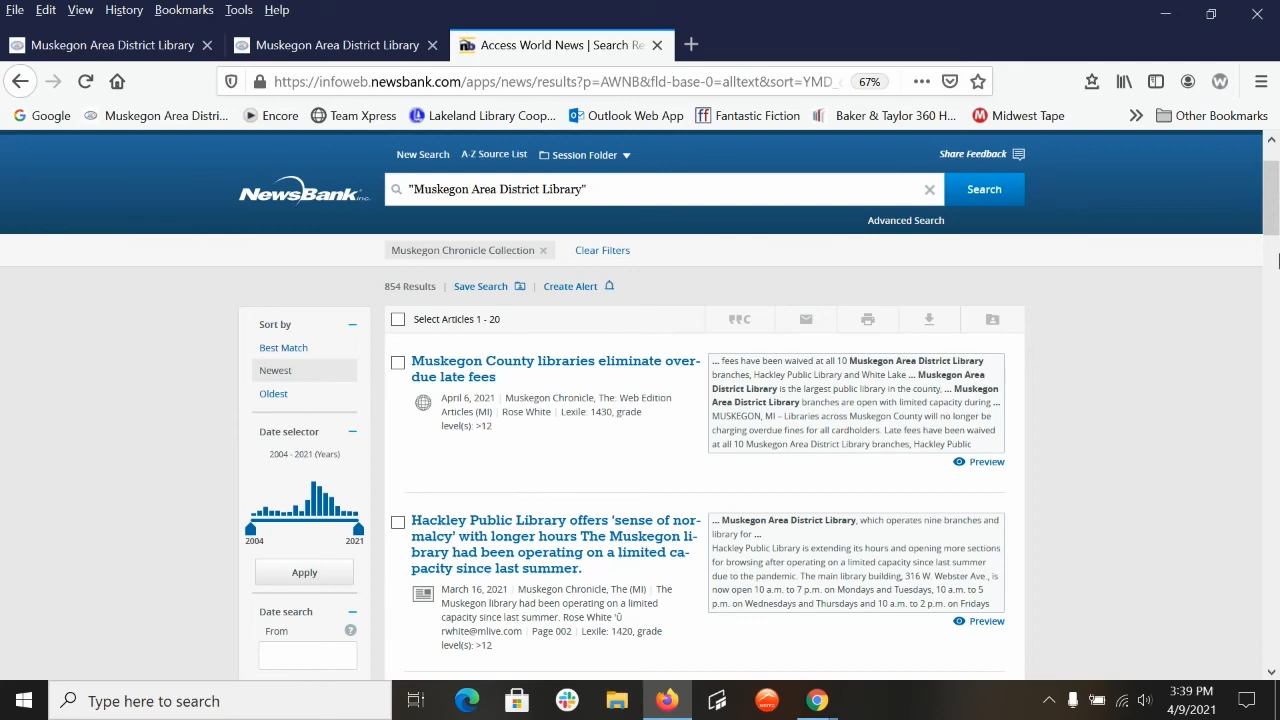 File Edit View History Bookmarks Tools Help
Muskegon Area District Library Muskegon Area District Library Access World News | Search Re
https://infoweb.newsbank.com/apps/news/results?p=AWNB&fld-base-0=alltext&sort=YMD_ 67%
Google Muskegon Area Distri... Encore Team Xpress Lakeland Library Coop... Outlook Web App Fantastic Fiction Baker & Taylor 360 H... Midwest Tape Other Bookmarks
New Search A-Z Source List Session Folder Share Feedback
NewsBank inc. "Muskegon Area District Library" Search
Advanced Search
Muskegon Chronicle Collection Clear Filters
854 Results | Save Search | Create Alert
Sort by
Best Match
Newest
Oldest
Date selector
2004 - 2021 (Years)
2004 2021
Apply
Date search
From
Select Articles 1 - 20
Muskegon County libraries eliminate over-
due late fees
April 6, 2021 | Muskegon Chronicle, The: Web Edition
Articles (MI) | Rose White | Lexile: 1430, grade
level(s): >12
... fees have been waived at all 10 Muskegon Area District Library
branches, Hackley Public Library and White Lake ... Muskegon Area
District Library is the largest public library in the county, ... Muskegon
Area District Library branches are open with limited capacity during ...
MUSKEGON, MI – Libraries across Muskegon County will no longer be
charging overdue fines for all cardholders. Late fees have been waived
at all 10 Muskegon Area District Library branches, Hackley Public
Preview
Hackley Public Library offers 'sense of nor-
malcy' with longer hours The Muskegon li-
brary had been operating on a limited ca-
pacity since last summer.
March 16, 2021 | Muskegon Chronicle, The (MI) | The
Muskegon library had been operating on a limited
capacity since last summer. Rose White 'Û
rwhite@mlive.com | Page 002 | Lexile: 1420, grade
level(s): >12
... Muskegon Area District Library, which operates nine branches and
library for ...
Hackley Public Library is extending its hours and opening more sections
for browsing after operating on a limited capacity since last summer
due to the pandemic. The main library building, 316 W. Webster Ave., is
now open 10 a.m. to 7 p.m. on Mondays and Tuesdays, 10 a.m. to 5
p.m. on Wednesdays and Thursdays and 10 a.m. to 2 p.m. on Fridays
Preview
Type here to search
3:39 PM
4/9/2021